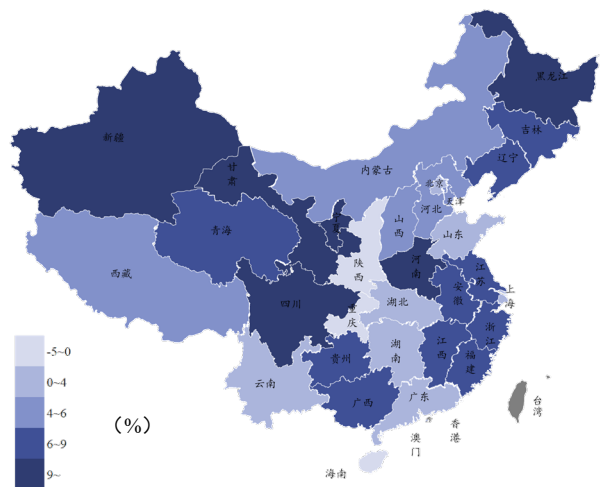 黑龙江
吉林
辽宁
新疆
甘肃
内蒙古
北京
天津
河北
山西
宁夏
青海
山东
陕西
河南
西藏
江苏
安徽
上海
四川
重庆
湖北
浙江
湖南
江西
福建
贵州
云南
广西
广东
台湾
香港
澳门
海南
-5~0
0~4
4~6
6~9
9~
（%）